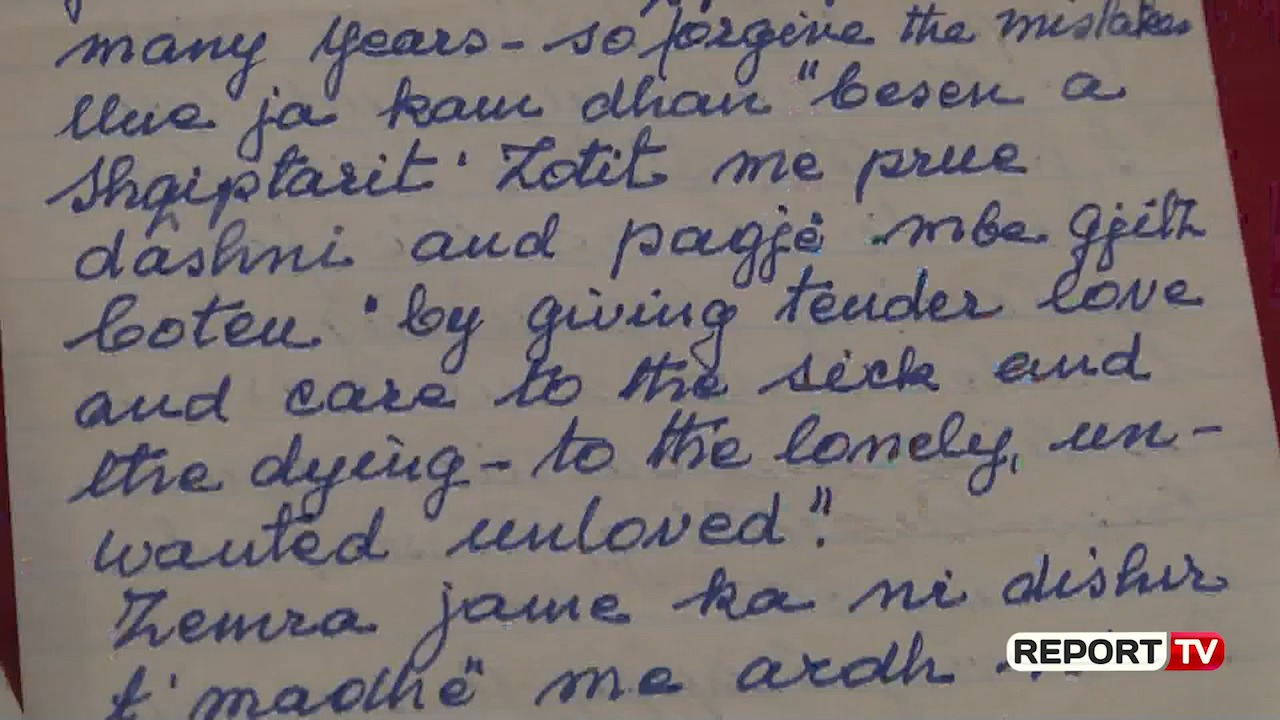 many years - so forgive the mistakes
Une ja kam dhan "besen a
Shqiptarit' Zotit me prue
dashni and pagjë mbe gjith
boten "by giving tender love
and care to the sick and
the dying - to the lonely, un-
wanted unloved".
Zemra jame ka ni dishir
t' madhë me ardh
REPORT TV